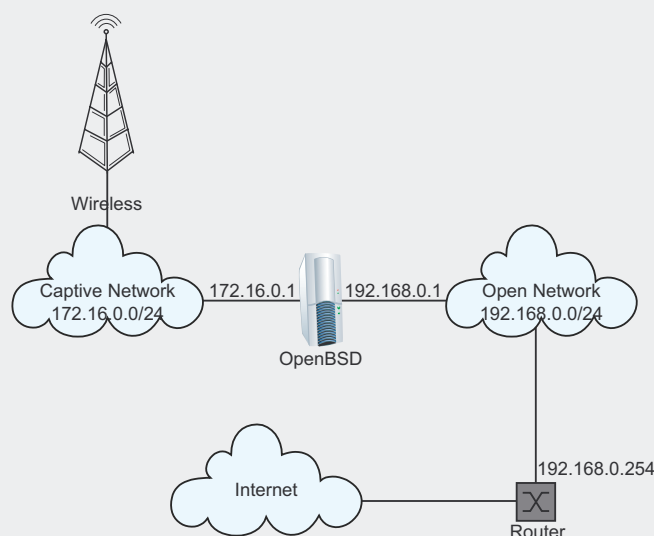 Wireless
Captive Network
172.16.0.0/24
172.16.0.1
192.168.0.1
Open Network
192.168.0.0/24
OpenBSD
192.168.0.254
Internet
Router